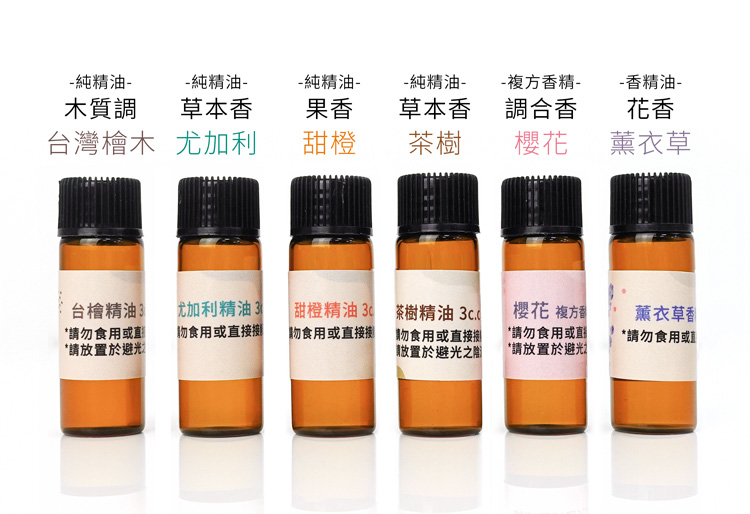 -純精油-
木質調
台灣檜木
-純精油-
草本香
尤加利
-純精油-
果香
甜橙
-純精油-
草本香
茶樹
-複方香精-
調合香
櫻花
-香精油-
花香
薰衣草
台檜精油 3
*請勿食用或直
*請放置於避光
尤加利精油 3c
勿食用或直接接
甜橙精油 3c.
勿食用或直接接
茶樹精油 3c.c
請勿食用或直接接
請放置於避光之陰
櫻花 複方香
*請勿食用或直
*請放置於避光
薰衣草香
*請勿食用或直